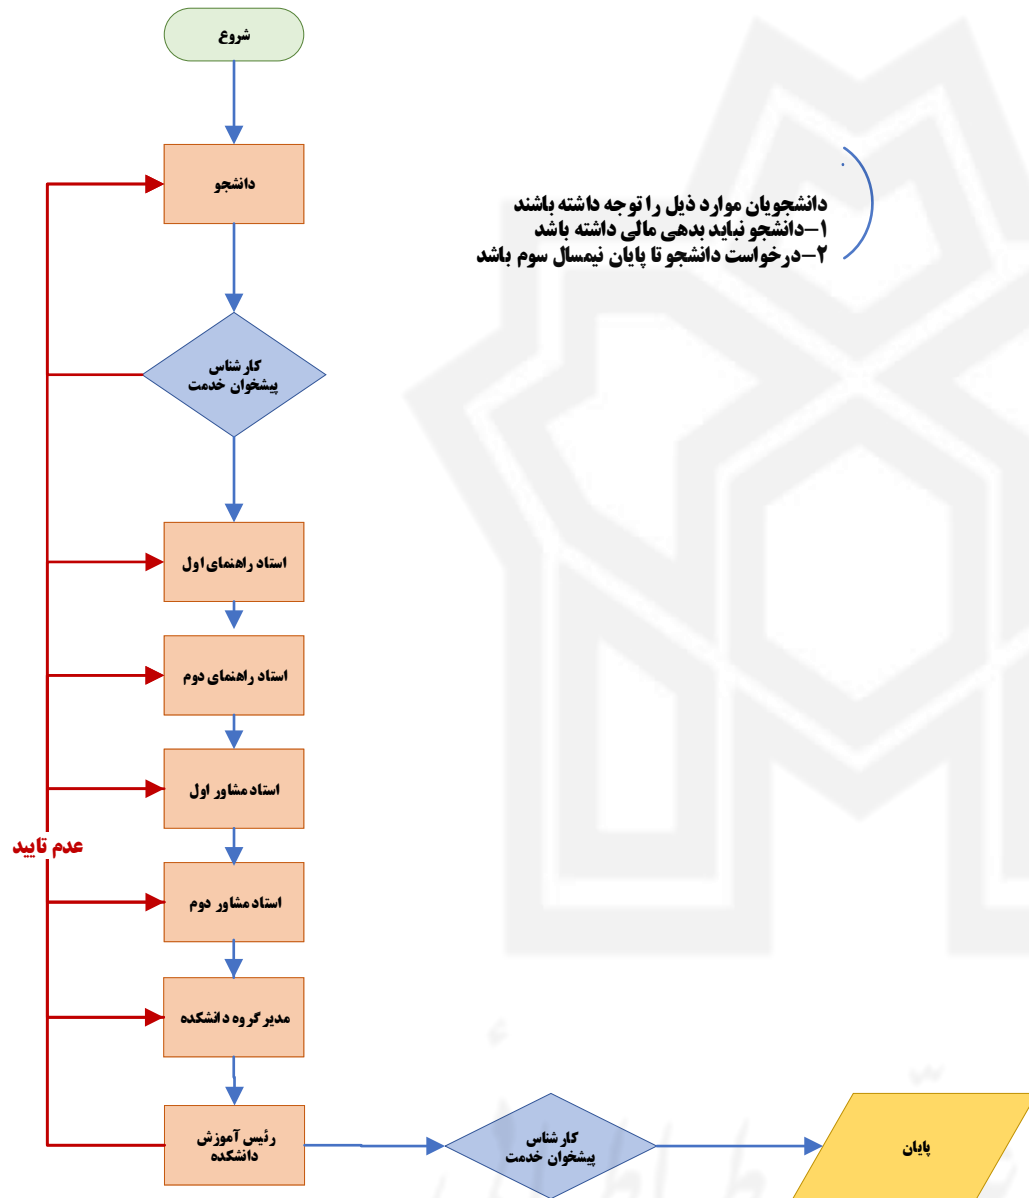 شروع
دانشجو
دانشجویان موارد ذیل را توجه داشته باشند
۱-دانشجو نباید بدهی مالی داشته باشد
۲-درخواست دانشجو تا پایان نیمسال سوم باشد
کارشناس
پیشخوان خدمت
استاد راهنمای اول
استاد راهنمای دوم
استاد مشاور اول
عدم تایید
استاد مشاور دوم
مدیر گروه دانشکده
رئیس آموزش
دانشکده
کارشناس
پیشخوان خدمت
پایان